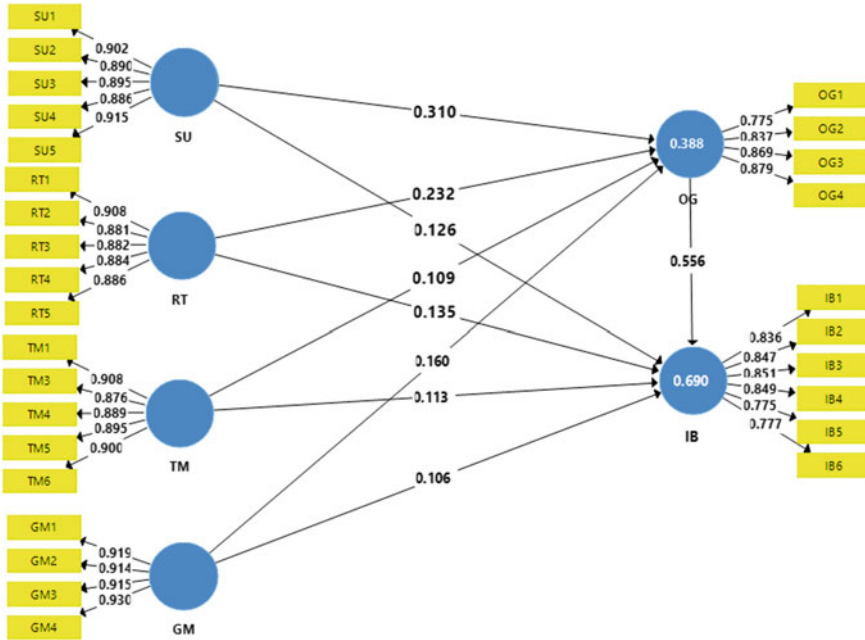 SU1
SU2
SU3
SU4
SU5
0.902
0.890
0.895
0.886
0.915
SU
RT1
RT2
RT3
RT4
RT5
0.908
0.881
0.882
0.884
0.886
RT
TM1
TM3
TM4
TM5
TM6
0.908
0.876
0.889
0.895
0.900
TM
GM1
GM2
GM3
GM4
0.919
0.914
0.915
0.930
GM
0.310
0.232
0.126
0.109
0.135
0.160
0.113
0.106
0.388
OG
0.556
0.690
IB
0.775
0.837
0.869
0.879
OG1
OG2
OG3
OG4
0.836
0.847
0.851
0.849
0.775
0.777
IB1
IB2
IB3
IB4
IB5
IB6